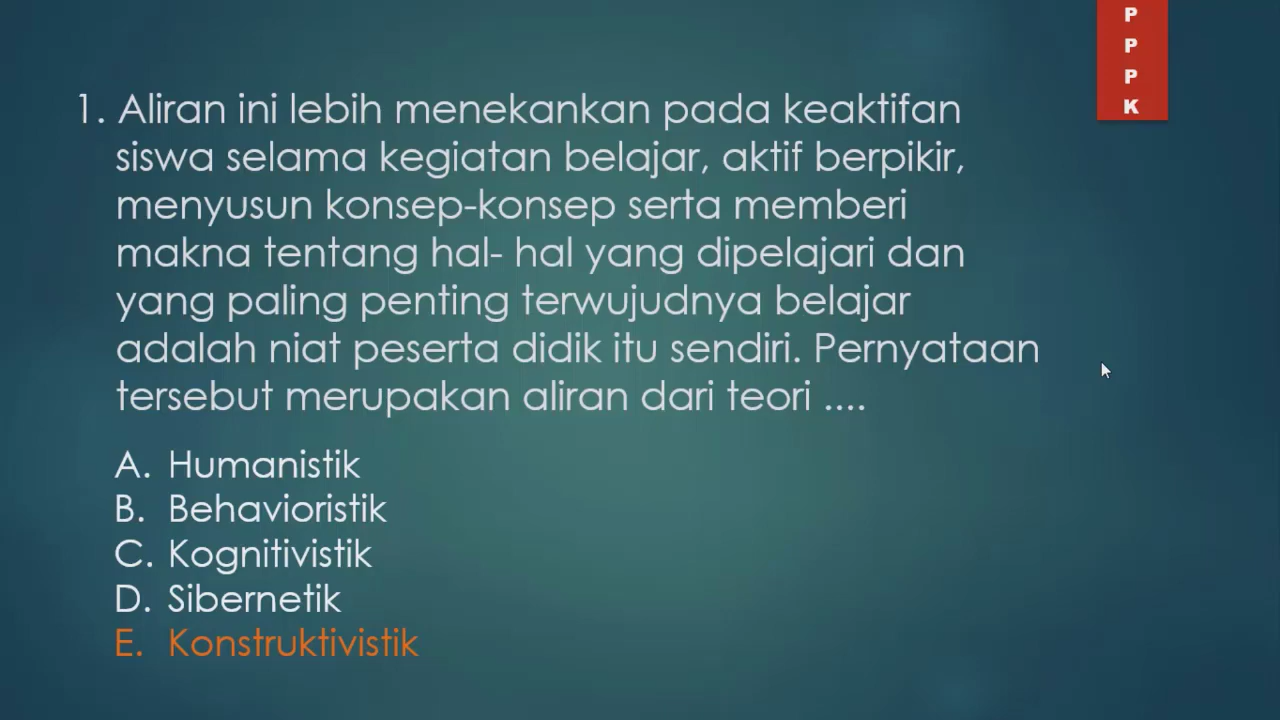 P
P
P
K
1. Aliran ini lebih menekankan pada keaktifan
siswa selama kegiatan belajar, aktif berpikir,
menyusun konsep-konsep serta memberi
makna tentang hal- hal yang dipelajari dan
yang paling penting terwujudnya belajar
adalah niat peserta didik itu sendiri. Pernyataan
tersebut merupakan aliran dari teori ....
A. Humanistik
B. Behavioristik
C. Kognitivistik
D. Sibernetik
E. Konstruktivistik